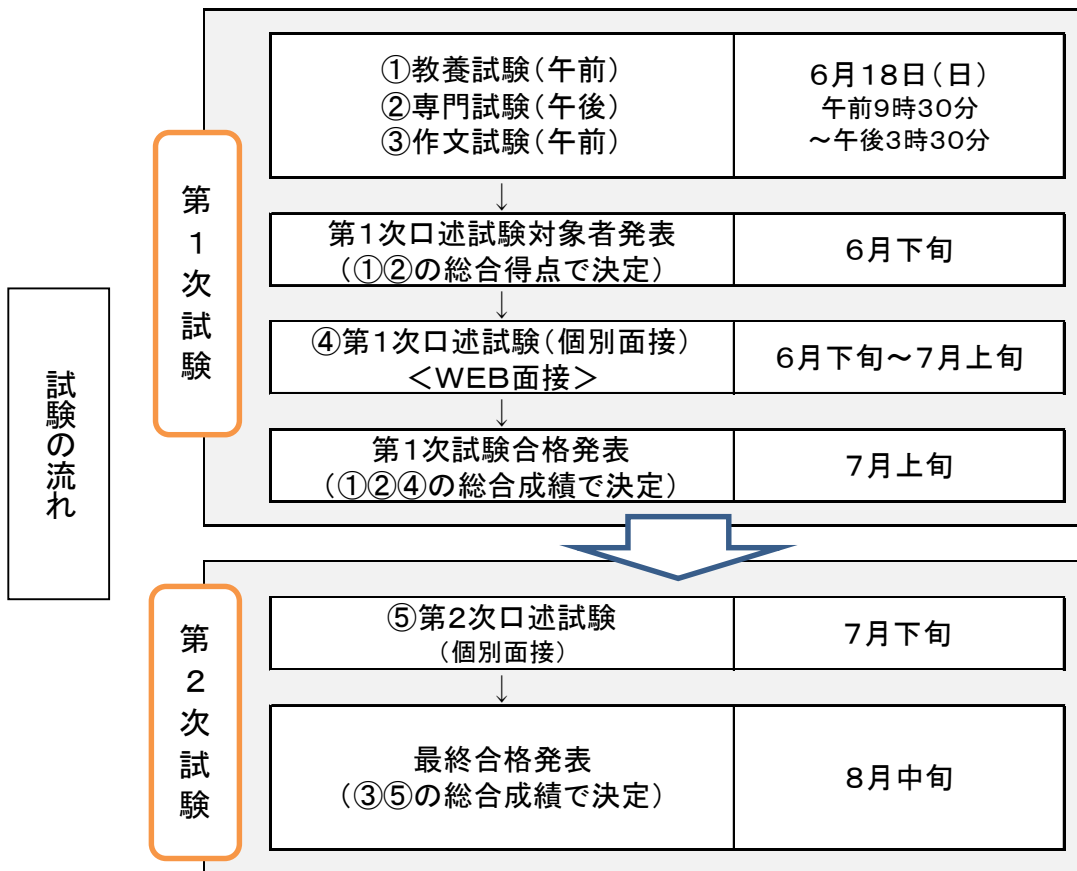 試験の流れ
第1次試験
①教養試験(午前)
②専門試験(午後)
③作文試験(午前)
6月18日(日)
午前9時30分
～午後3時30分
↓
第1次口述試験対象者発表
(①②の総合得点で決定)
6月下旬
↓
④第1次口述試験(個別面接)
＜WEB面接＞
6月下旬～7月上旬
↓
第1次試験合格発表
(①②④の総合成績で決定)
7月上旬
第2次試験
⑤第2次口述試験
(個別面接)
7月下旬
↓
最終合格発表
(③⑤の総合成績で決定)
8月中旬